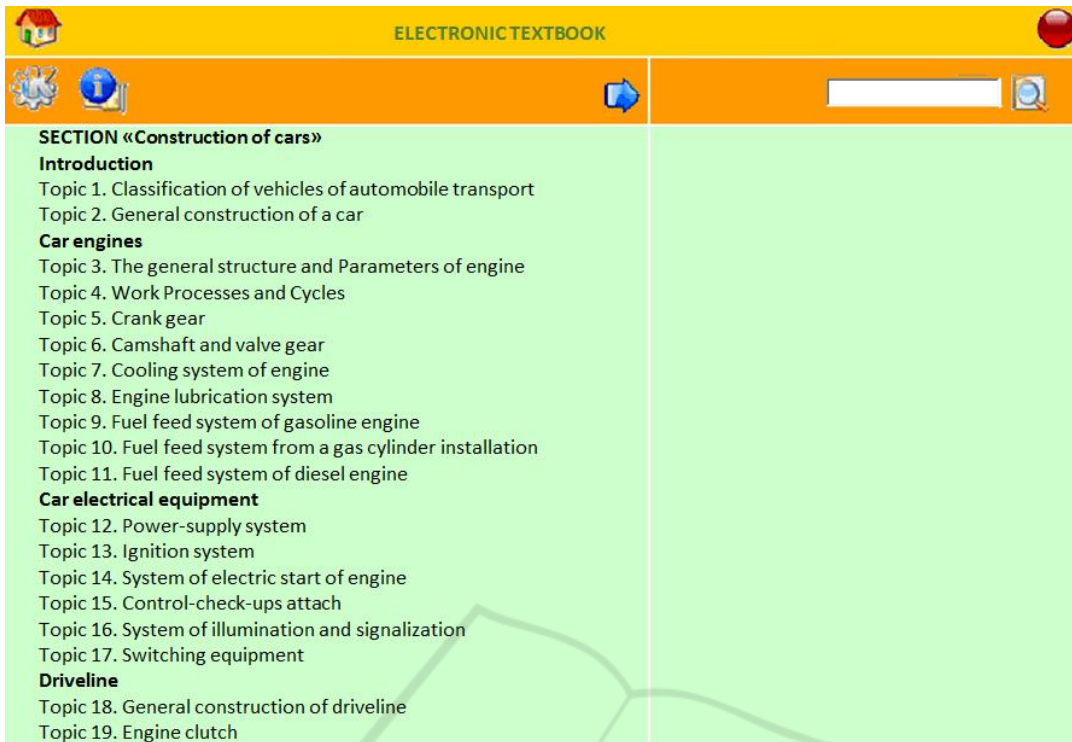 ELECTRONIC TEXTBOOK
SECTION «Construction of cars»
Introduction
Topic 1. Classification of vehicles of automobile transport
Topic 2. General construction of a car
Car engines
Topic 3. The general structure and Parameters of engine
Topic 4. Work Processes and Cycles
Topic 5. Crank gear
Topic 6. Camshaft and valve gear
Topic 7. Cooling system of engine
Topic 8. Engine lubrication system
Topic 9. Fuel feed system of gasoline engine
Topic 10. Fuel feed system from a gas cylinder installation
Topic 11. Fuel feed system of diesel engine
Car electrical equipment
Topic 12. Power-supply system
Topic 13. Ignition system
Topic 14. System of electric start of engine
Topic 15. Control-check-ups attach
Topic 16. System of illumination and signalization
Topic 17. Switching equipment
Driveline
Topic 18. General construction of driveline
Topic 19. Engine clutch